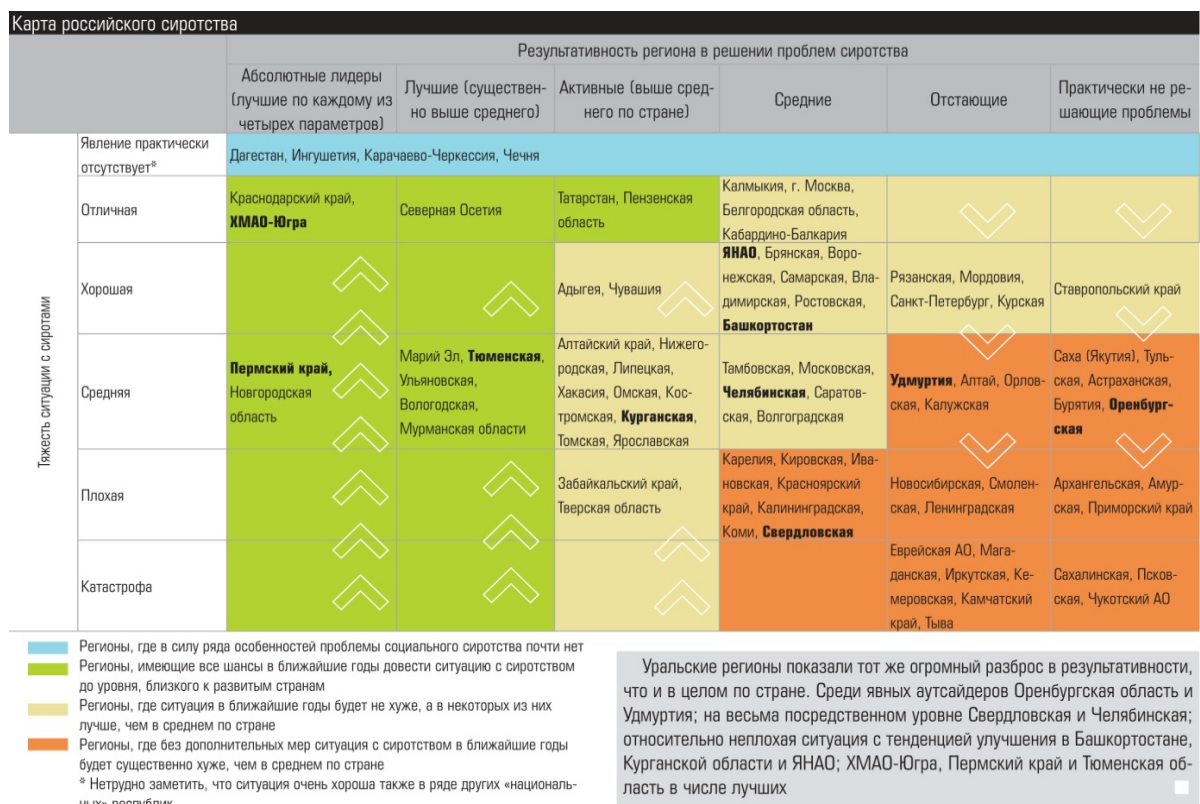 Карта российского сиротства
Результативность региона в решении проблем сиротства
Абсолютные лидеры
(лучшие по каждому из
четырех параметров)
Лучшие (существен-
но выше среднего)
Активные (выше сред-
него по стране)
Средние
Отстающие
Практически не ре-
шающие проблемы
Тяжесть ситуации с сиротами
Явление практически
отсутствует*
Дагестан, Ингушетия, Карачаево-Черкессия, Чечня
Отличная
Краснодарский край,
ХМАО-Югра
Северная Осетия
Татарстан, Пензенская
область
Калмыкия, г. Москва,
Белгородская область,
Кабардино-Балкария
Хорошая
Адыгея, Чувашия
ЯНАО, Брянская, Воро-
нежская, Самарская, Вла-
димирская, Ростовская,
Башкортостан
Рязанская, Мордовия,
Санкт-Петербург, Курская
Ставропольский край
Средняя
Пермский край,
Новгородская
область
Марий Эл, Тюменская,
Ульяновская,
Вологодская,
Мурманская области
Алтайский край, Нижего-
родская, Липецкая,
Хакасия, Омская, Кос-
тромская, Курганская,
Томская, Ярославская
Тамбовская, Московская,
Челябинская, Саратов-
ская, Волгоградская
Удмуртия, Алтай, Орлов-
ская, Калужская
Саха (Якутия), Туль-
ская, Астраханская,
Бурятия, Оренбург-
ская
Плохая
Забайкальский край,
Тверская область
Карелия, Кировская, Ива-
новская, Красноярский
край, Калининградская,
Коми, Свердловская
Новосибирская, Смолен-
ская, Ленинградская
Архангельская, Амур-
ская, Приморский край
Катастрофа
Еврейская АО, Мага-
данская, Иркутская, Ке-
меровская, Камчатский
край, Тыва
Сахалинская, Псков-
ская, Чукотский АО
Регионы, где в силу ряда особенностей проблемы социального сиротства почти нет
Регионы, имеющие все шансы в ближайшие годы довести ситуацию с сиротством
до уровня, близкого к развитым странам
Регионы, где ситуация в ближайшие годы будет не хуже, а в некоторых из них
лучше, чем в среднем по стране
Регионы, где без дополнительных мер ситуация с сиротством в ближайшие годы
будет существенно хуже, чем в среднем по стране
* Нетрудно заметить, что ситуация очень хороша также в ряде других «националь-
ных» республик
Уральские регионы показали тот же огромный разброс в результативности,
что и в целом по стране. Среди явных аутсайдеров Оренбургская область и
Удмуртия; на весьма посредственном уровне Свердловская и Челябинская;
относительно неплохая ситуация с тенденцией улучшения в Башкортостане,
Курганской области и ЯНАО; ХМАО-Югра, Пермский край и Тюменская об-
ласть в числе лучших